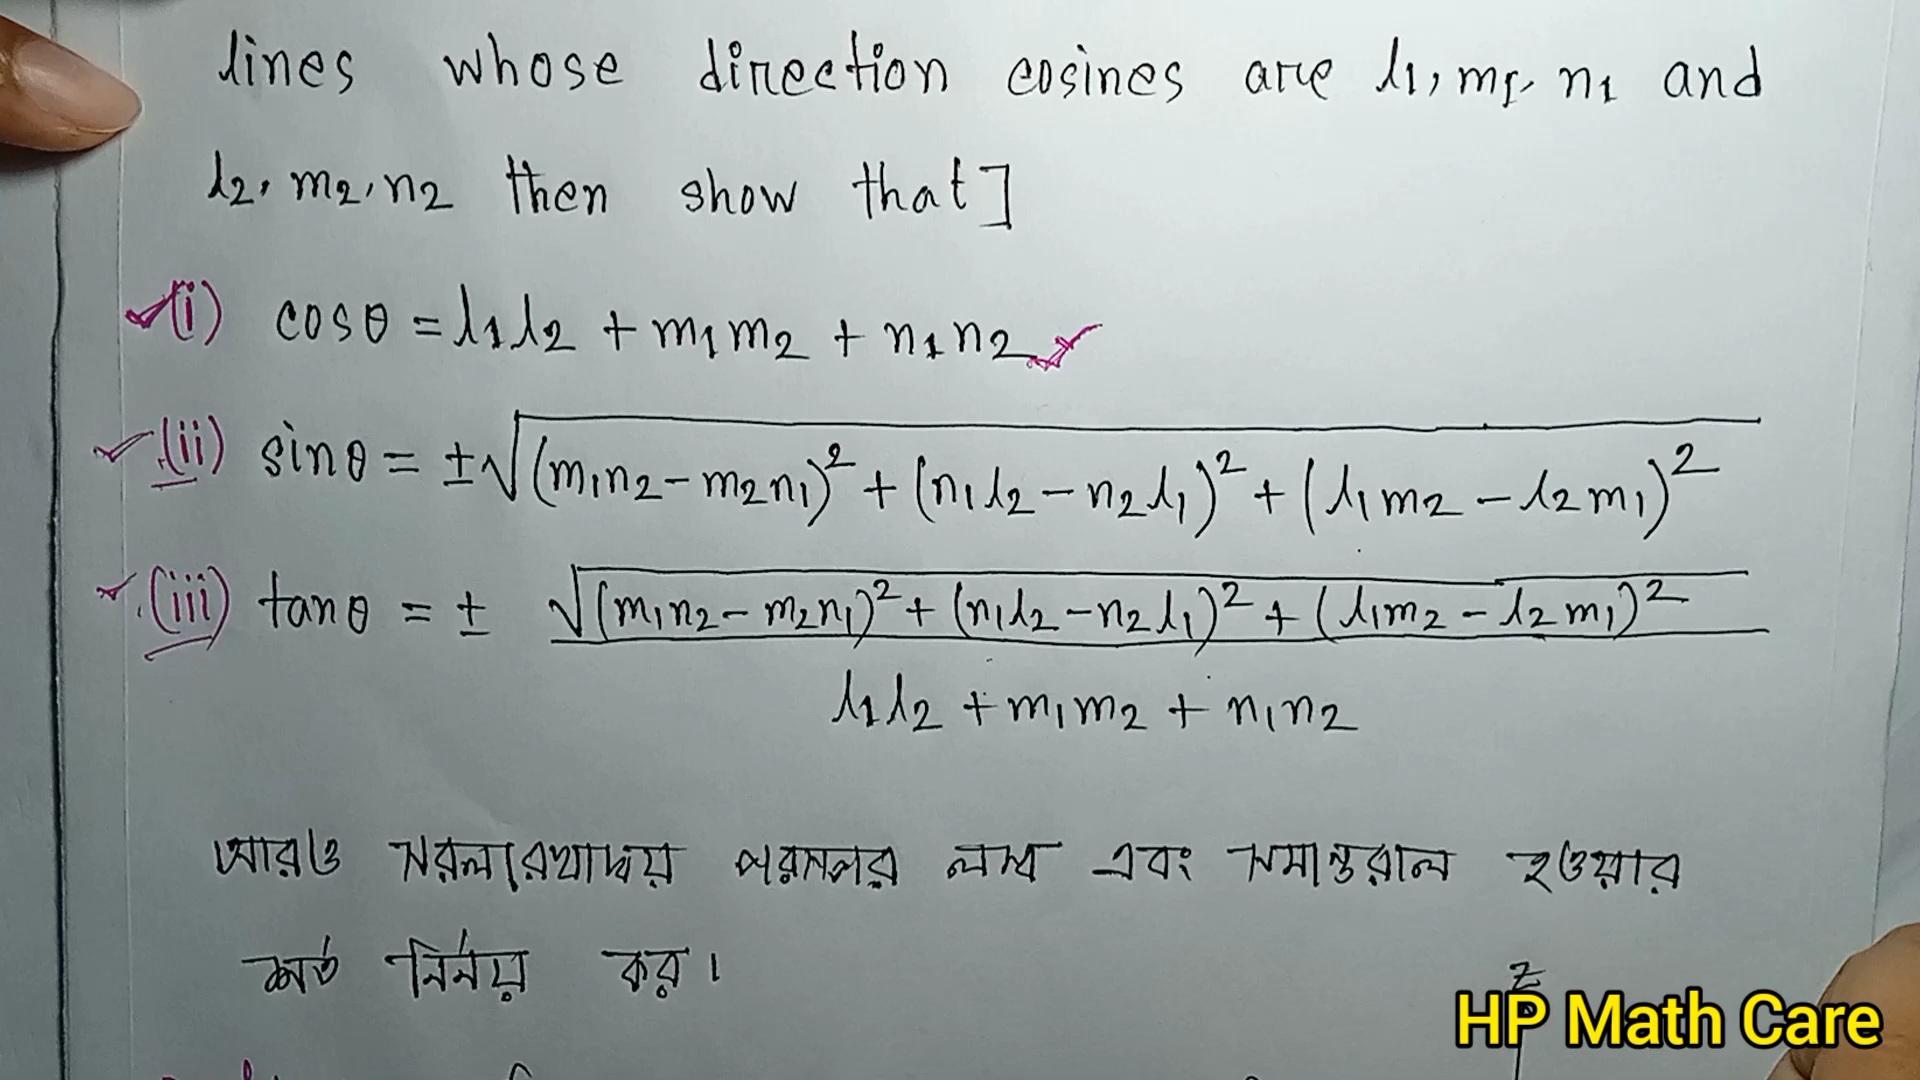 lines whose direction cosines are l1, m1, n1 and
l2, m2, n2 then show that]
(i) cosθ = l1l2 + m1m2 + n1n2
(ii) sinθ = ±√(m1n2 - m2n1)² + (n1l2 - n2l1)² + (l1m2 - l2m1)²
(iii) tanθ = ± √(m1n2 - m2n1)² + (n1l2 - n2l1)² + (l1m2 - l2m1)²
l1l2 + m1m2 + n1n2
আরও সরলরেখাদ্বয় পরস্পর লম্ব এবং সমান্তরাল হওয়ার
শর্ত নির্নয় কর।
z
HP Math Care